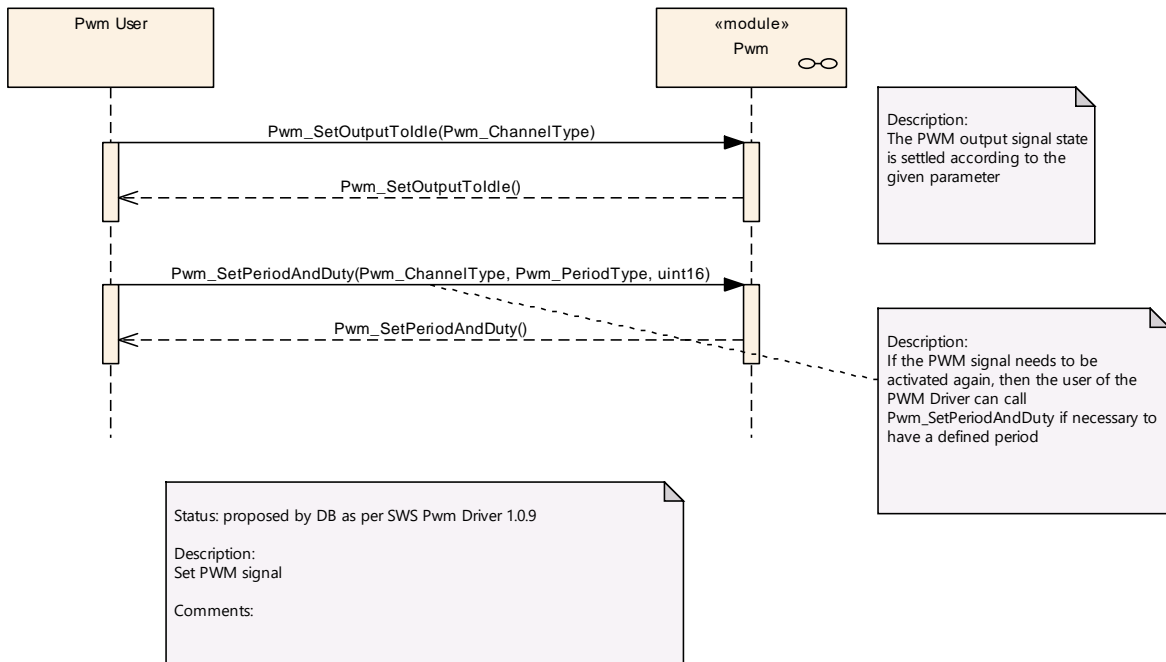 Pwm User
«module»
Pwm
Pwm_SetOutputToIdle(Pwm_ChannelType)
Pwm_SetOutputToIdle()
Description:
The PWM output signal state
is settled according to the
given parameter
Pwm_SetPeriodAndDuty(Pwm_ChannelType, Pwm_PeriodType, uint16)
Pwm_SetPeriodAndDuty()
Description:
If the PWM signal needs to be
activated again, then the user of the
PWM Driver can call
Pwm_SetPeriodAndDuty if necessary to
have a defined period
Status: proposed by DB as per SWS Pwm Driver 1.0.9
Description:
Set PWM signal
Comments: